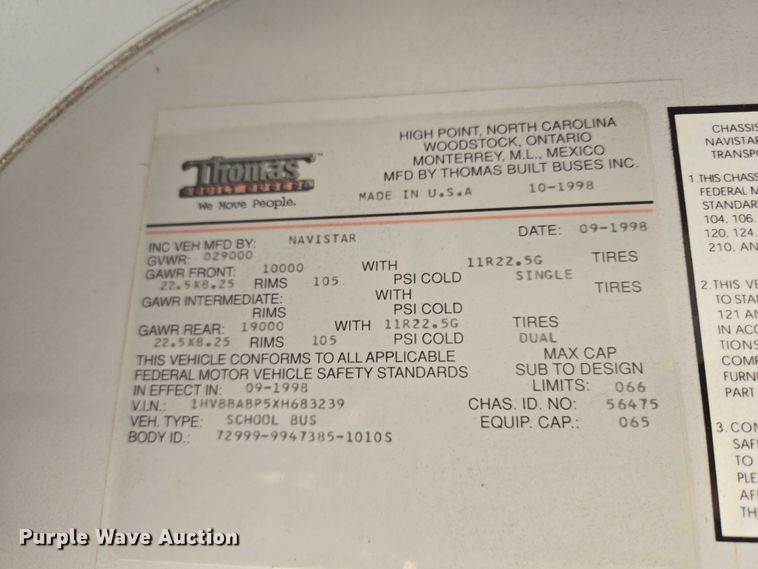 Thomas
BUILT BUSES
We Move People.
HIGH POINT, NORTH CAROLINA
WOODSTOCK, ONTARIO
MONTERREY, M.L., MEXICO
MFD BY THOMAS BUILT BUSES INC.
MADE IN U.S.A 10-1998
INC VEH MFD BY: NAVISTAR DATE: 09-1998
GVWR: 029000
GAWR FRONT: 10000 WITH 11R22.5G TIRES
22.5X8.25 RIMS 105 PSI COLD SINGLE
GAWR INTERMEDIATE: WITH TIRES
RIMS PSI COLD
GAWR REAR: 19000 WITH 11R22.5G TIRES
22.5X8.25 RIMS 105 PSI COLD DUAL
THIS VEHICLE CONFORMS TO ALL APPLICABLE MAX CAP
FEDERAL MOTOR VEHICLE SAFETY STANDARDS SUB TO DESIGN
IN EFFECT IN: 09-1998 LIMITS: 066
V.I.N.: 1HVBBABP5XH683239 CHAS. ID. NO: 56475
VEH. TYPE: SCHOOL BUS EQUIP. CAP.: 065
BODY ID.: 72999-9947385-1010S
CHASSIS
NAVISTAR
TRANSP
1.THIS CHASS
FEDERAL M
STANDAR
104. 106.
120, 124.
210. AN
2.THIS VE
TO STA
121 AN
IN ACC
TIONS
COMP
FURNI
PART
3.CON
SAF
TO
PLE
AF
TH
Purple Wave Auction